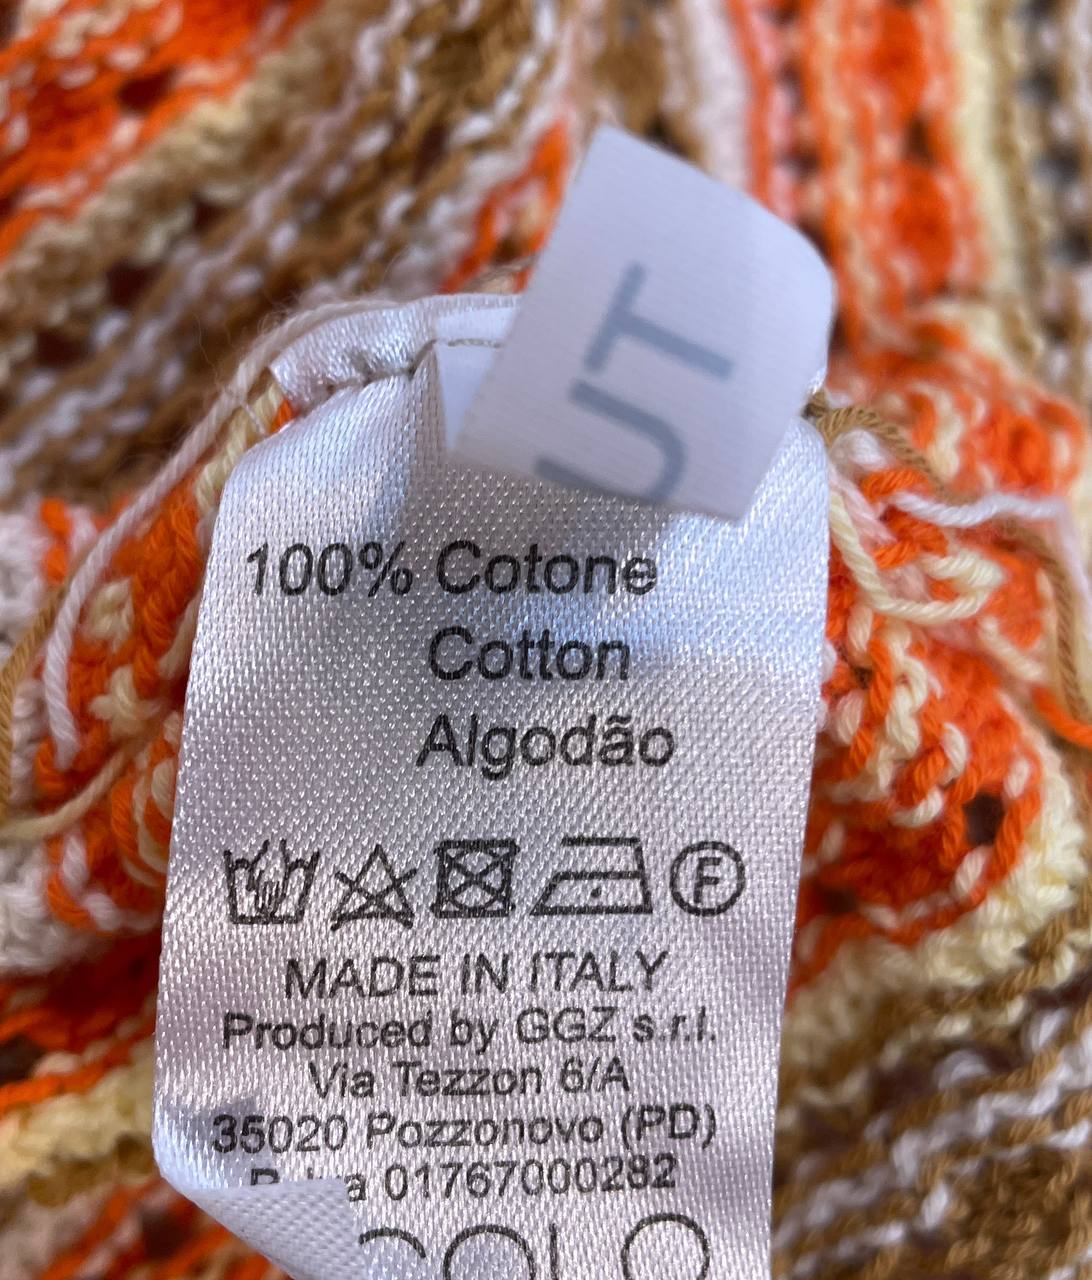 UT
100% Cotone
Cotton
Algodão
F
MADE IN ITALY
Produced by GGZ s.r.l.
Via Tezzon 6/A
35020 Pozzonovo (PD)
01767000282